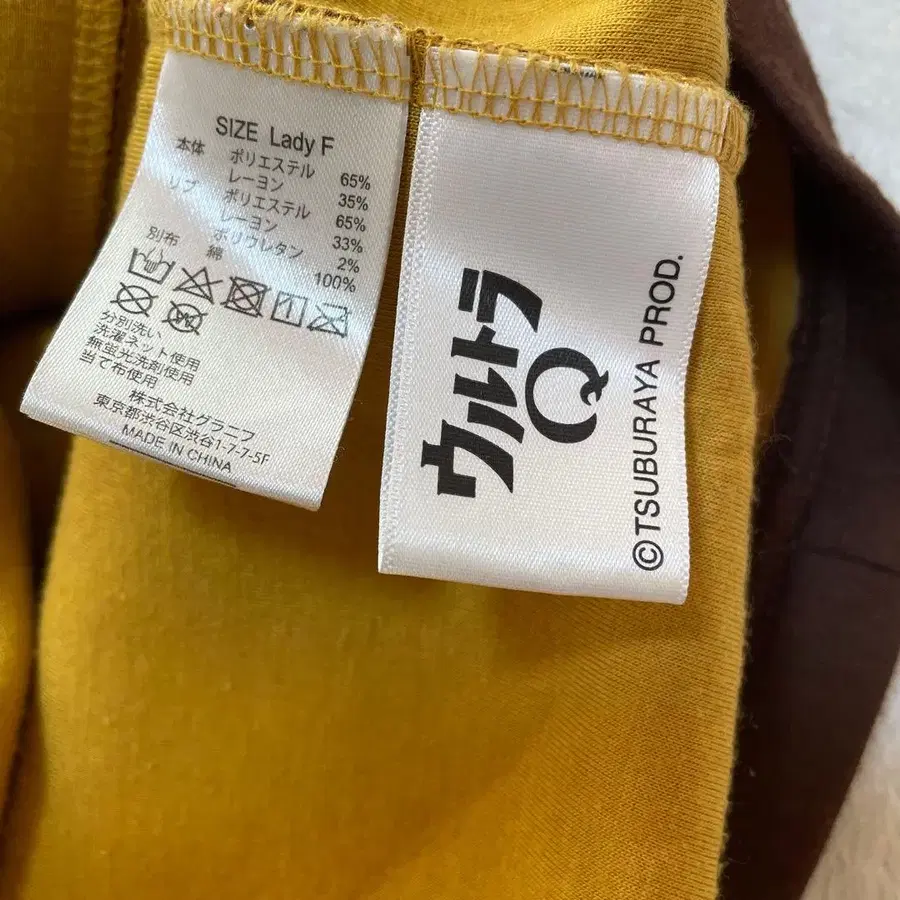 SIZE Lady F
本体 ポリエステル 65%
レーヨン 35%
リブ ポリエステル 65%
レーヨン 33%
ポリウレタン 2%
別布 綿 100%
分別洗い
洗濯ネット使用
無蛍光洗剤使用
当て布使用
株式会社グラニフ
東京都渋谷区渋谷1-7-7-5F
MADE IN CHINA
ウルトラ
Q
©TSUBURAYA PROD.